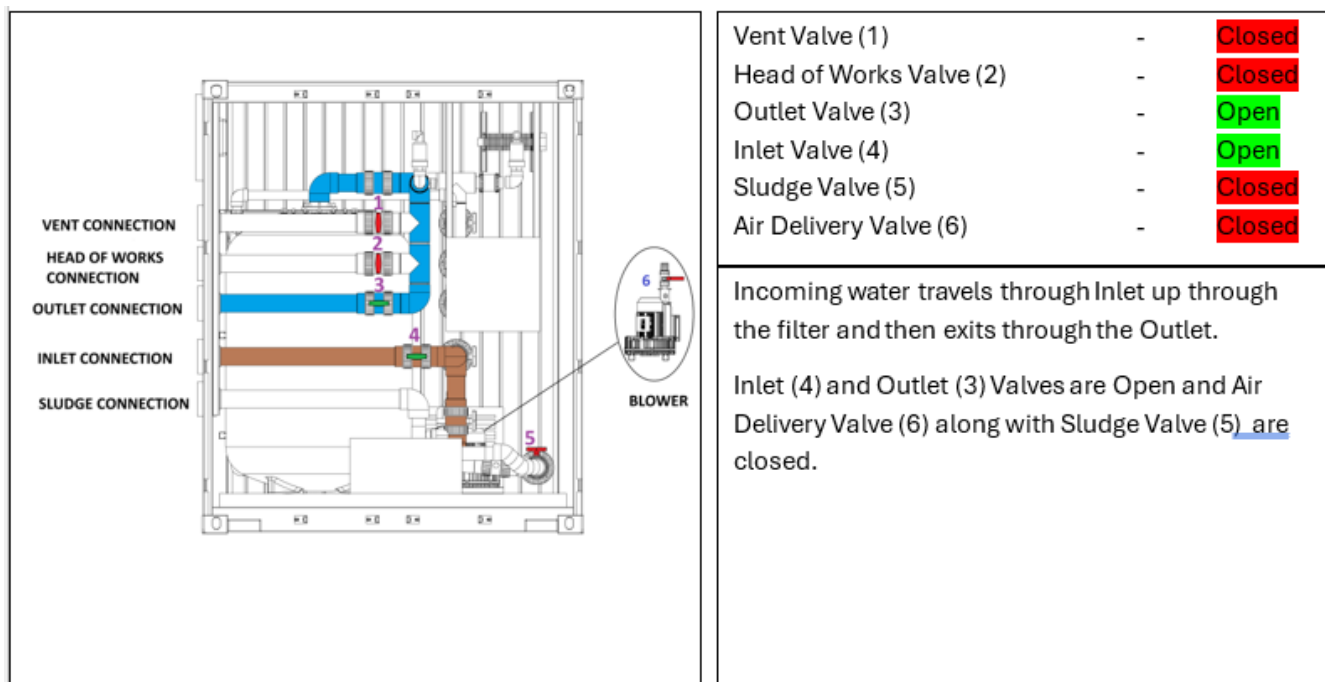 1
2
VENT CONNECTION
HEAD OF WORKS
CONNECTION
3
OUTLET CONNECTION
4
INLET CONNECTION
SLUDGE CONNECTION
5
6
BLOWER
Vent Valve (1) - Closed
Head of Works Valve (2) - Closed
Outlet Valve (3) - Open
Inlet Valve (4) - Open
Sludge Valve (5) - Closed
Air Delivery Valve (6) - Closed
Incoming water travels through Inlet up through
the filter and then exits through the Outlet.
Inlet (4) and Outlet (3) Valves are Open and Air
Delivery Valve (6) along with Sludge Valve (5) are
closed.